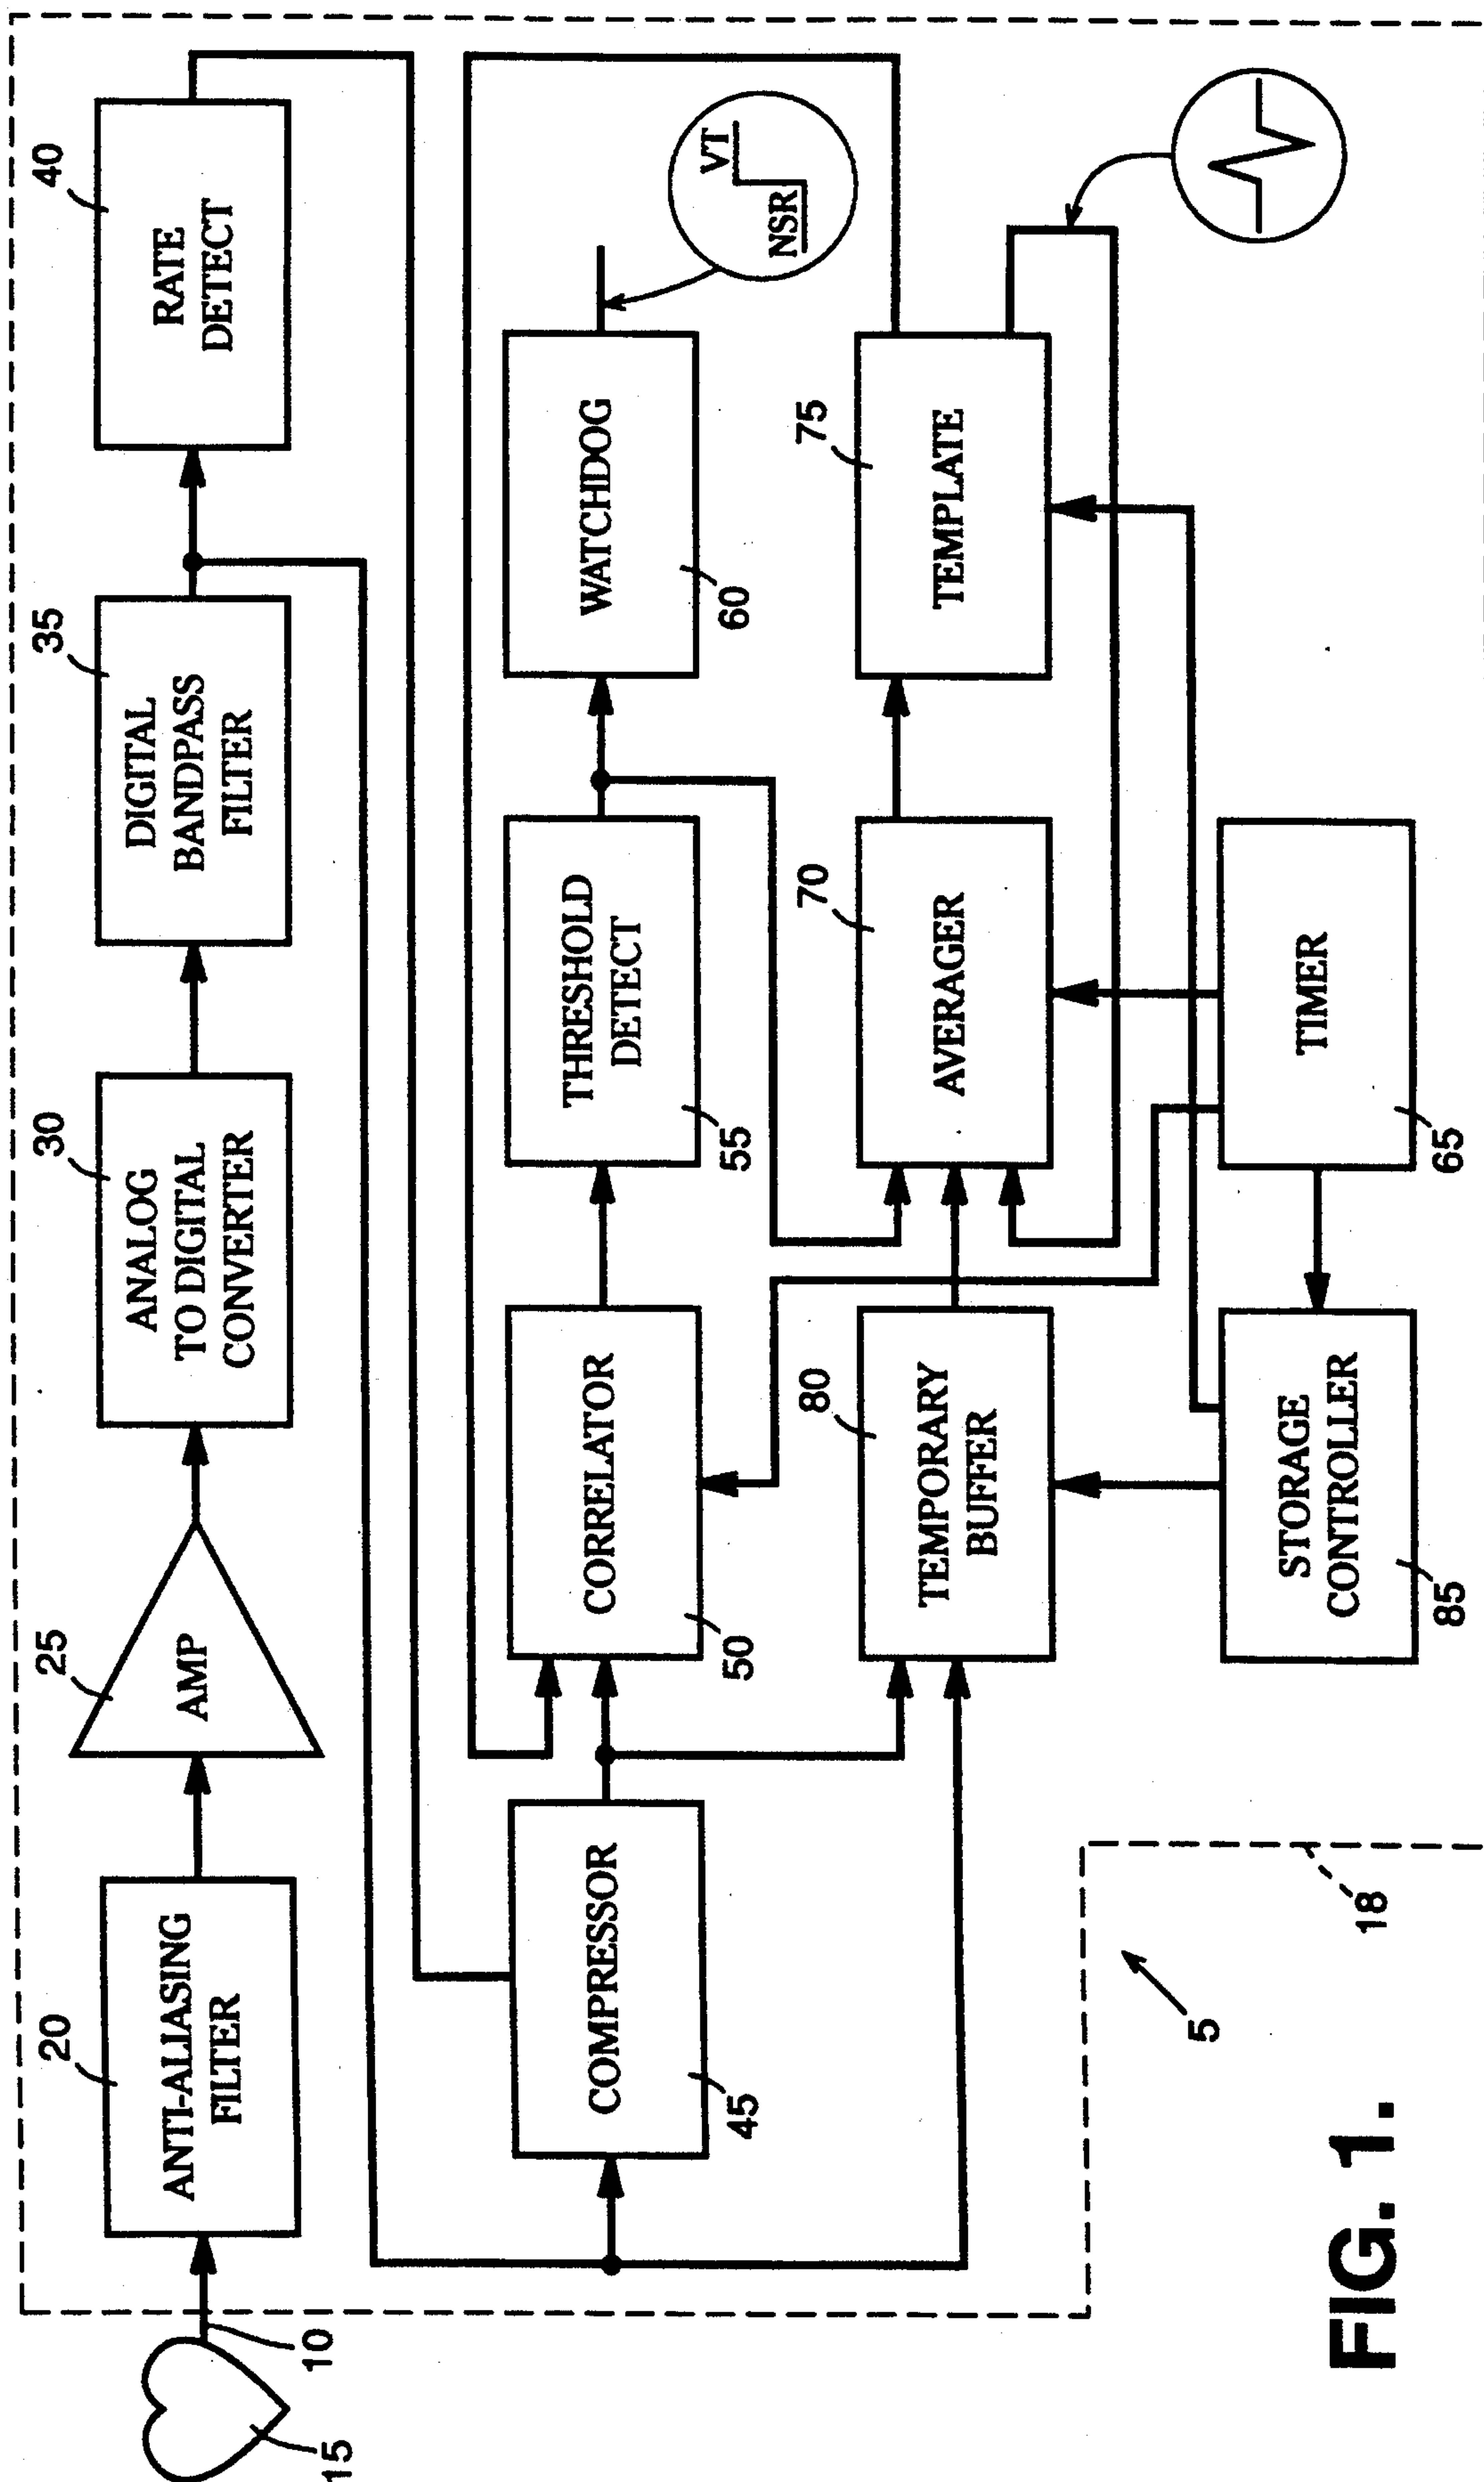 20
ANTI-ALIASING
FILTER
25
AMP
30
ANALOG
TO DIGITAL
CONVERTER
35
DIGITAL
BANDPASS
FILTER
40
RATE
DETECT
10
15
COMPRESSOR
45
CORRELATOR
50
THRESHOLD
DETECT
55
WATCHDOG
60
NSR
VT
80
TEMPORARY
BUFFER
70
AVERAGER
75
TEMPLATE
STORAGE
CONTROLLER
85
TIMER
65
5
18
FIG. 1.